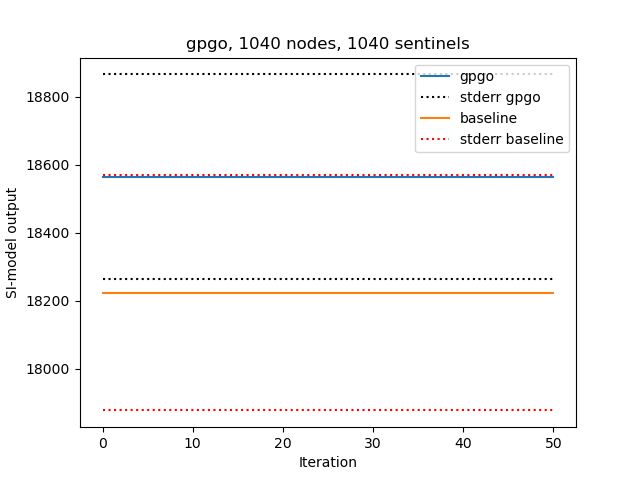 gpgo, 1040 nodes, 1040 sentinels
gpgo
stderr gpgo
baseline
stderr baseline
SI-model output
18800
18600
18400
18200
18000
0 10 20 30 40 50
Iteration